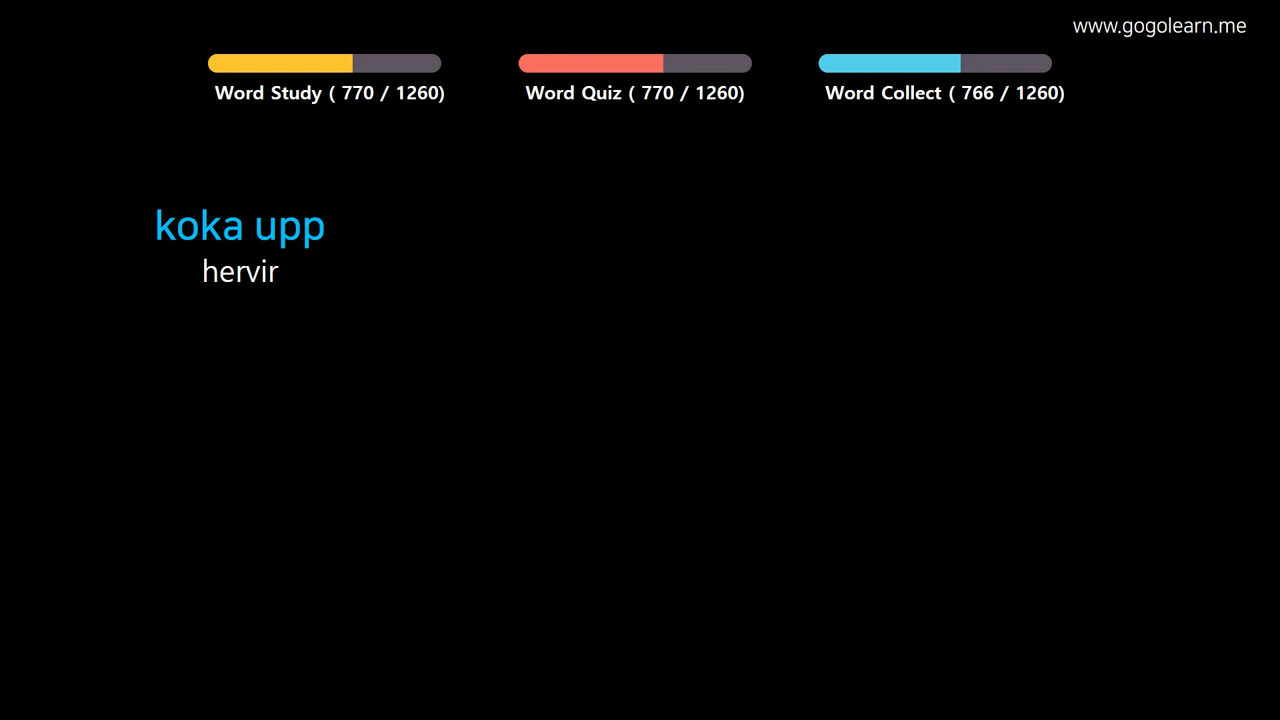 www.gogolearn.me
Word Study ( 770 / 1260)
Word Quiz ( 770 / 1260)
Word Collect ( 766 / 1260)
koka upp
hervir